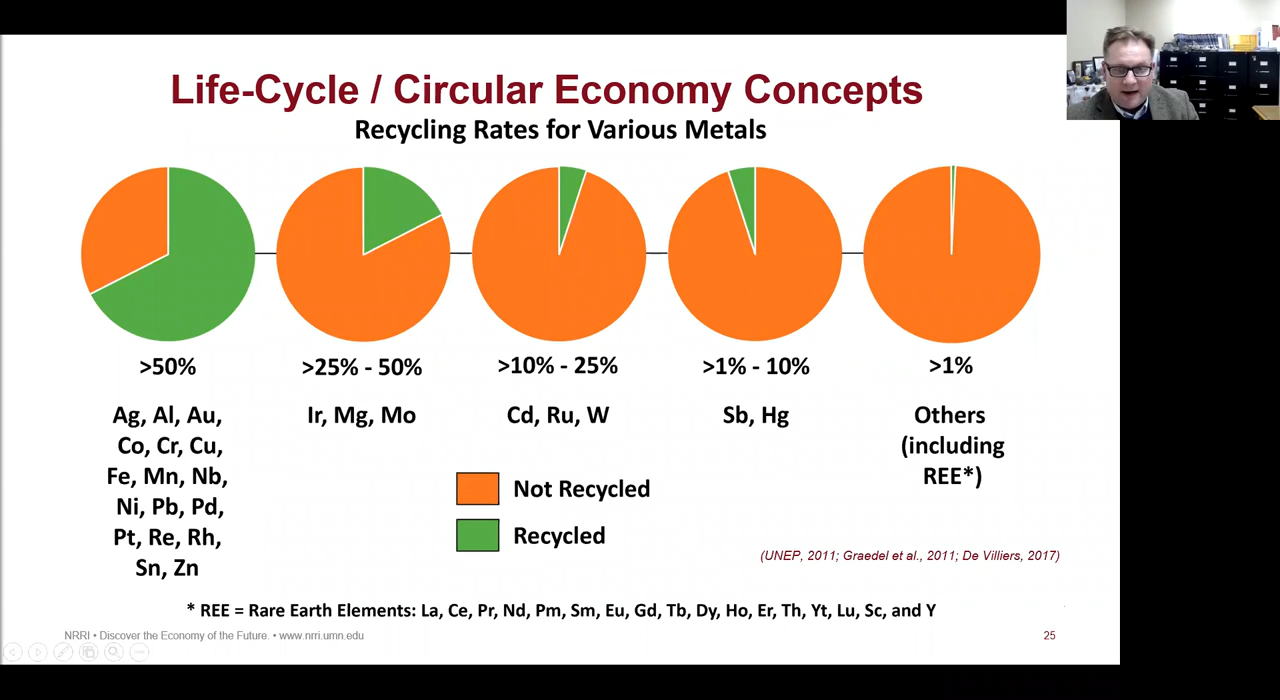 Life-Cycle / Circular Economy Concepts
Recycling Rates for Various Metals
>50%
Ag, Al, Au,
Co, Cr, Cu,
Fe, Mn, Nb,
Ni, Pb, Pd,
Pt, Re, Rh,
Sn, Zn
>25% - 50%
Ir, Mg, Mo
>10% - 25%
Cd, Ru, W
>1% - 10%
Sb, Hg
>1%
Others
(including
REE*)
Not Recycled
Recycled
(UNEP, 2011; Graedel et al., 2011; De Villiers, 2017)
* REE = Rare Earth Elements: La, Ce, Pr, Nd, Pm, Sm, Eu, Gd, Tb, Dy, Ho, Er, Th, Yt, Lu, Sc, and Y
NRRI • Discover the Economy of the Future. • www.nrri.umn.edu
25